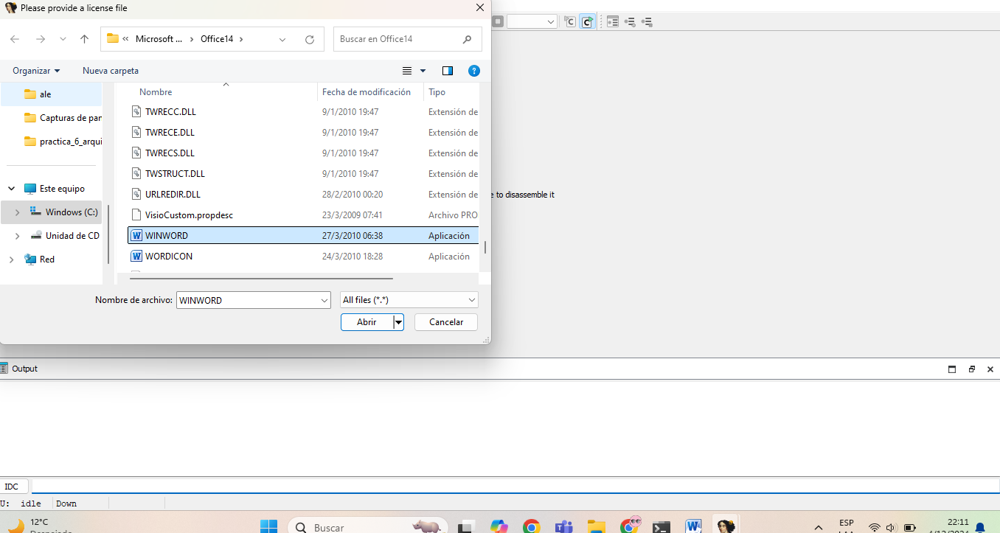 Please provide a license file
« Microsoft ... › Office14 ›
Buscar en Office14
Organizar
Nueva carpeta
ale
Capturas de par
practica_6_arqui
Este equipo
Windows (C:)
Unidad de CD
Red
Nombre Fecha de modificación Tipo
TWRECC.DLL 9/1/2010 19:47 Extensión de
TWRECE.DLL 9/1/2010 19:47 Extensión de
TWRECS.DLL 9/1/2010 19:47 Extensión de
TWSTRUCT.DLL 9/1/2010 19:47 Extensión de
URLREDIR.DLL 28/2/2010 00:20 Extensión de
VisioCustom.propdesc 23/3/2009 07:41 Archivo PRO
WINWORD 27/3/2010 06:38 Aplicación
WORDICON 24/3/2010 18:28 Aplicación
Nombre de archivo: WINWORD All files (*.*)
Abrir Cancelar
e to disassemble it
Output
IDC
U: idle Down
12°C
Buscar
ESP
22:11